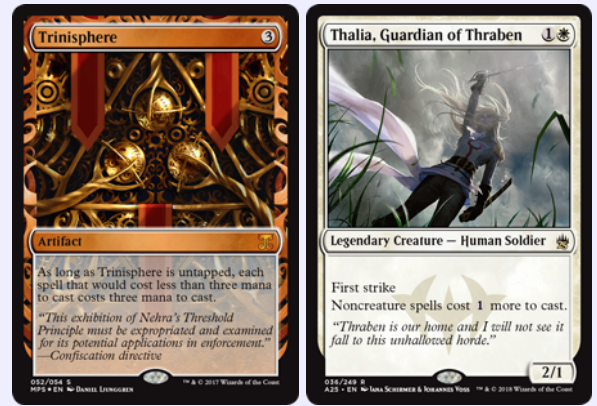 Trinisphere 3
Artifact
As long as Trinisphere is untapped, each
spell that would cost less than three mana
to cast costs three mana to cast.
“This exhibition of Nehra’s Threshold
Principle must be expropriated and examined
for its potential applications in enforcement.”
—Confiscation directive
052/054 S
MPS EN Daniel Ljunggren
™ & © 2017 Wizards of the Coast
Thalia, Guardian of Thraben 1
Legendary Creature — Human Soldier
First strike
Noncreature spells cost 1 more to cast.
“Thraben is our home and I will not see it
fall to this unhallowed horde.”
2/1
036/249 R
A25 • EN Jana Schirmer & Johannes Voss ™ & © 2018 Wizards of the Coast